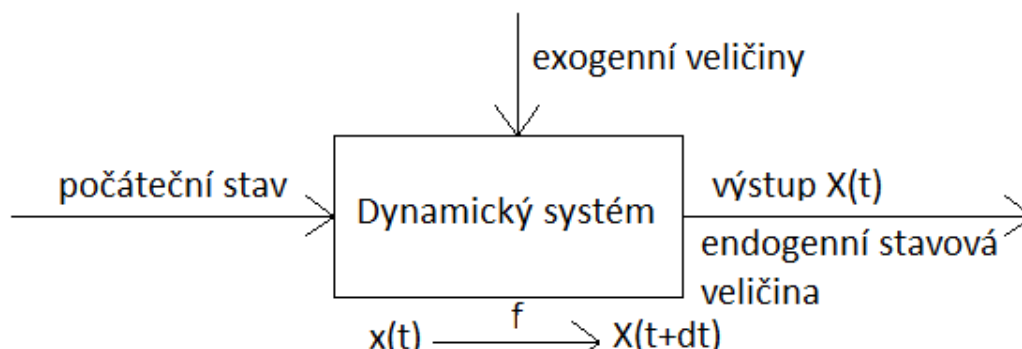 exogenní veličiny
počáteční stav
Dynamický systém
výstup X(t)
endogenní stavová
veličina
f
x(t) X(t+dt)